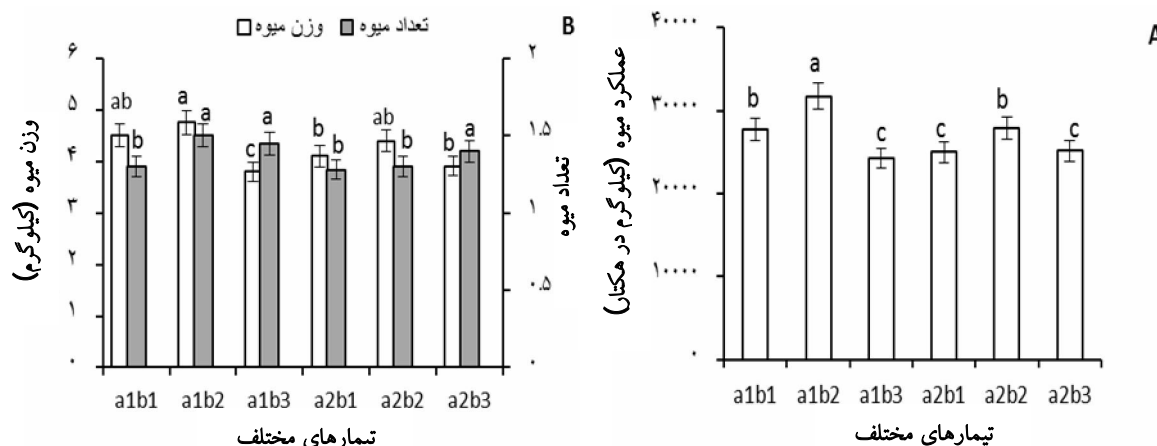 وزن میوه تعداد میوه
B
۶
۵
۴
۳
۲
۱
۰
وزن میوه (کیلوگرم)
ab b a a c a b b ab b b a
۲
۱.۵
۱
۰.۵
۰
تعداد میوه
a1b1 a1b2 a1b3 a2b1 a2b2 a2b3
تیمارهای مختلف
A
۴۰۰۰۰
۳۰۰۰۰
۲۰۰۰۰
۱۰۰۰۰
۰
عملکرد میوه (کیلوگرم در هکتار)
b a c c b c
a1b1 a1b2 a1b3 a2b1 a2b2 a2b3
تیمارهای مختلف